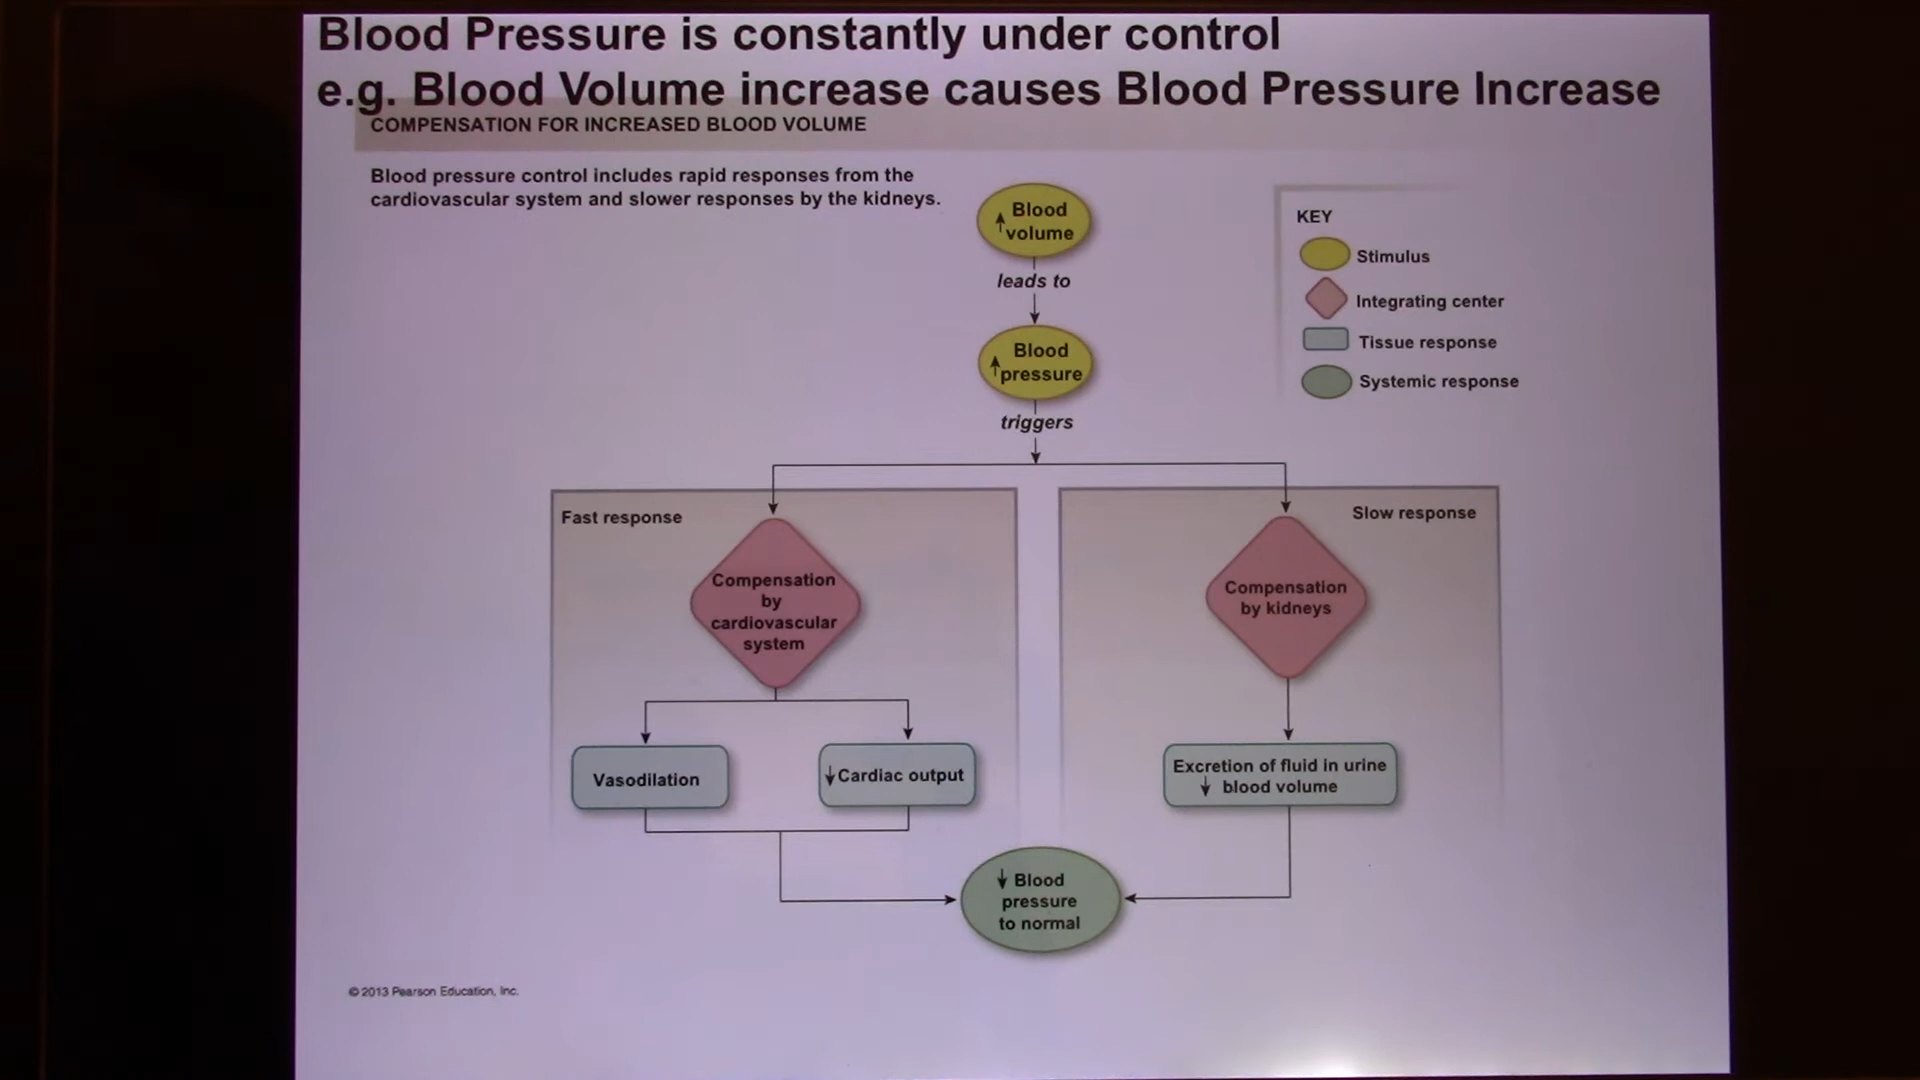 Blood Pressure is constantly under control
e.g. Blood Volume increase causes Blood Pressure Increase
COMPENSATION FOR INCREASED BLOOD VOLUME
Blood pressure control includes rapid responses from the
cardiovascular system and slower responses by the kidneys.
↑ Blood
volume
leads to
↑ Blood
pressure
triggers
KEY
Stimulus
Integrating center
Tissue response
Systemic response
Fast response
Compensation
by
cardiovascular
system
Vasodilation
↓ Cardiac output
Slow response
Compensation
by kidneys
Excretion of fluid in urine
↓ blood volume
↓ Blood
pressure
to normal
© 2013 Pearson Education, Inc.